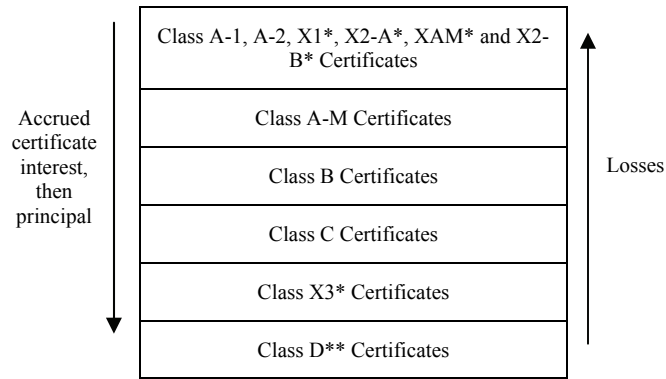 Class A-1, A-2, X1*, X2-A*, XAM* and X2-
B* Certificates
Accrued
certificate
interest,
then
principal
Class A-M Certificates
Class B Certificates
Losses
Class C Certificates
Class X3* Certificates
Class D** Certificates